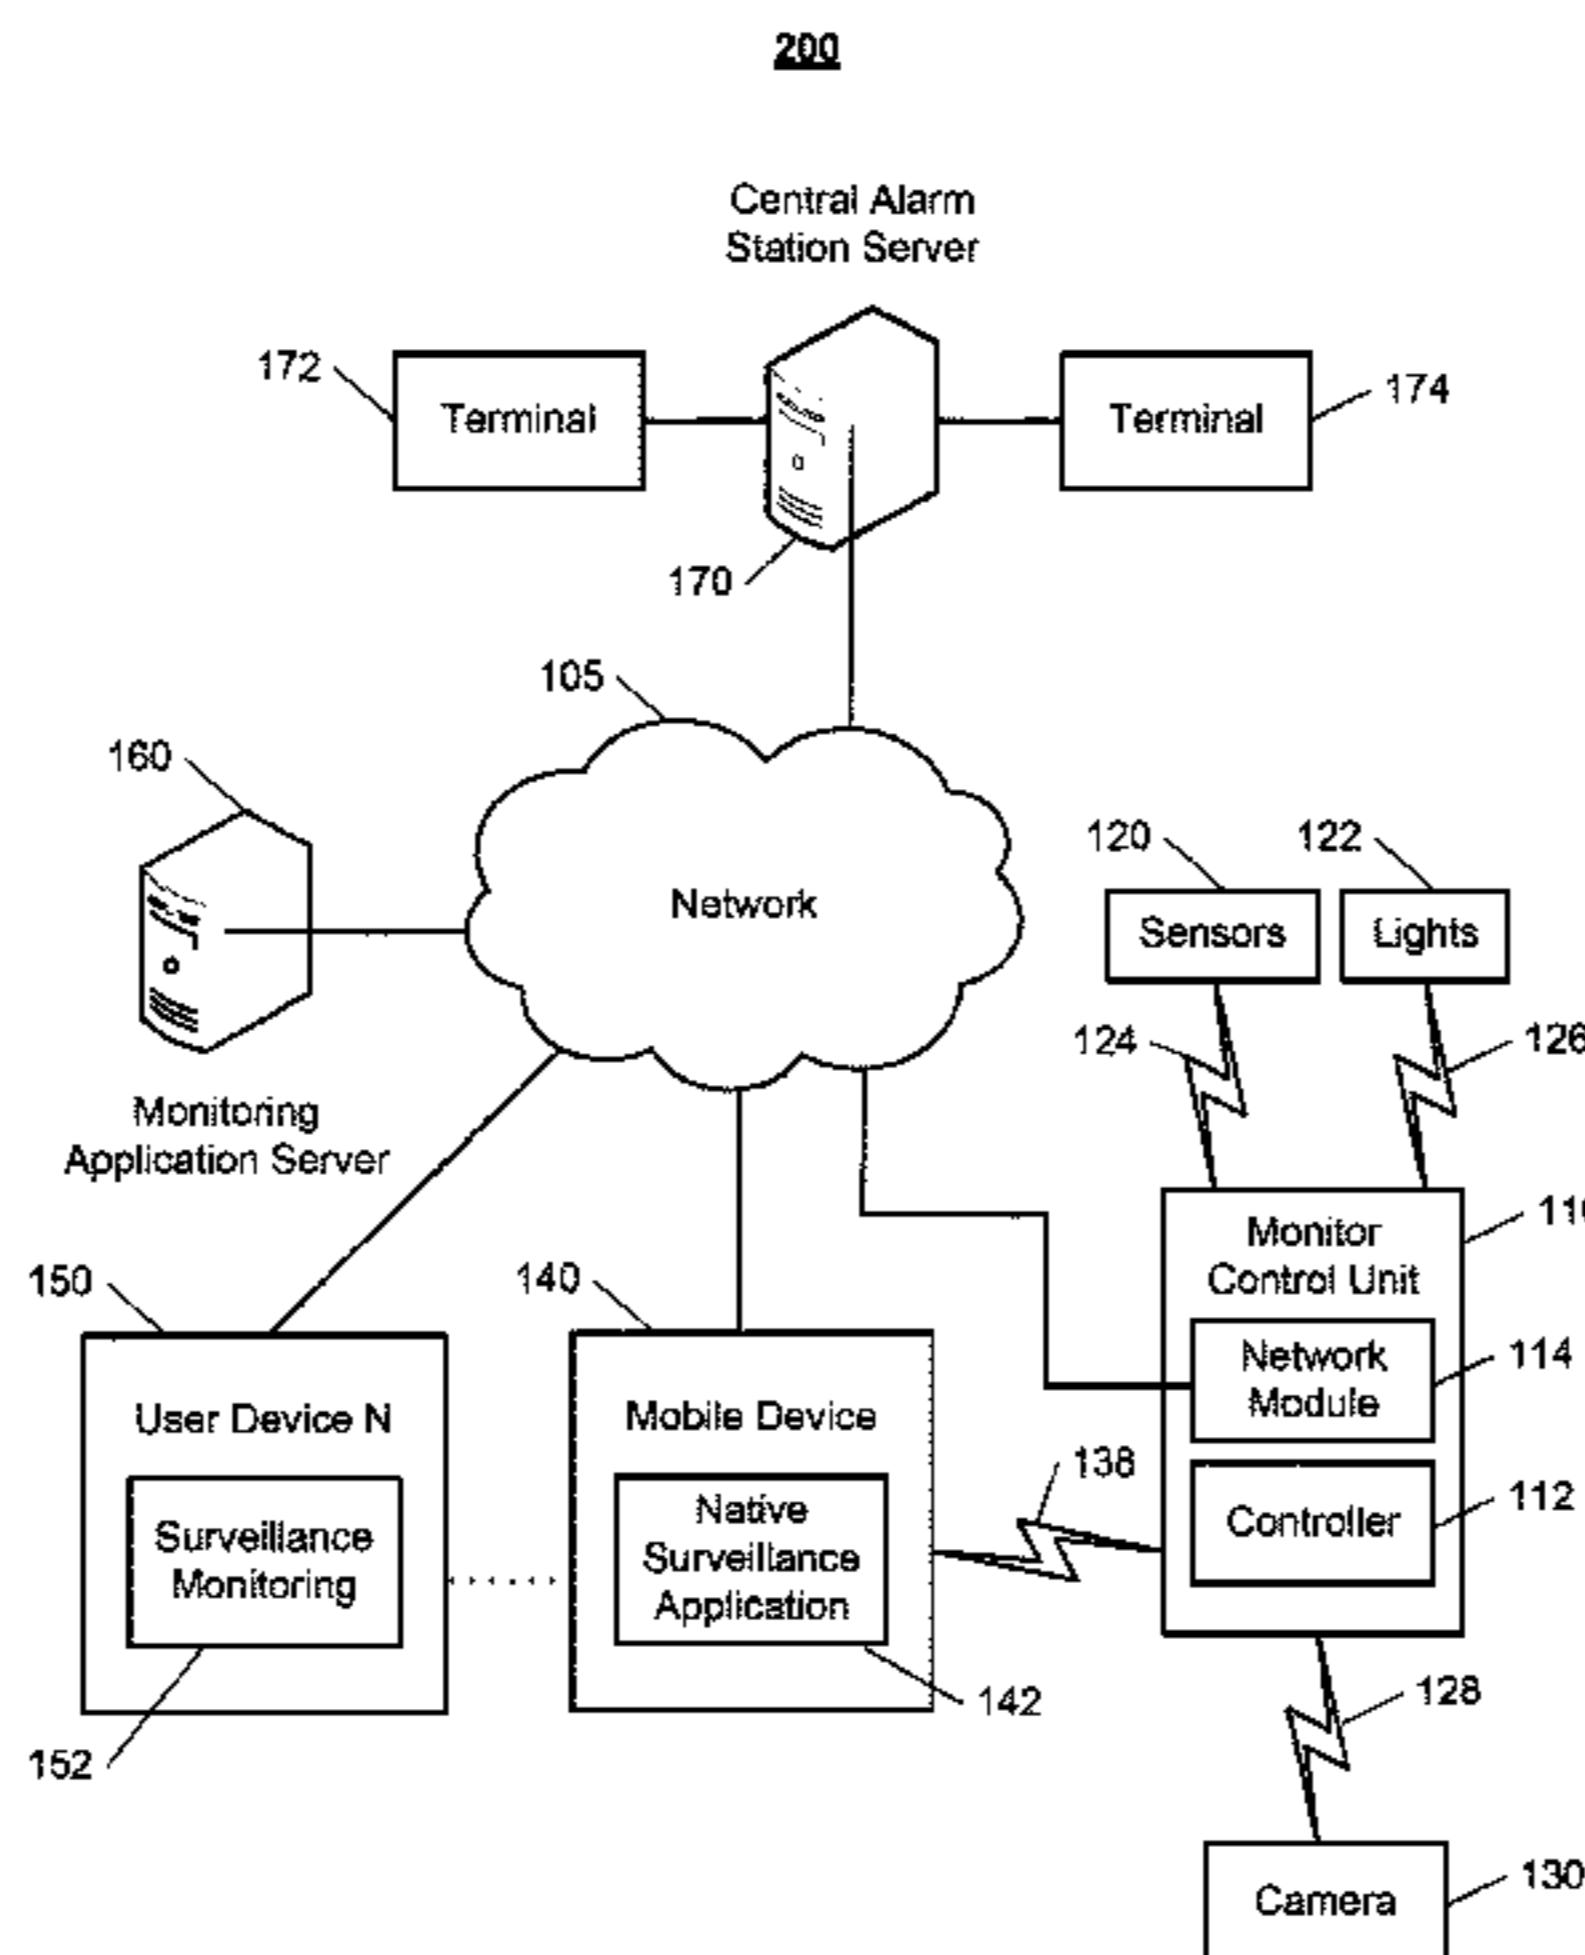 200
Central Alarm
Station Server
172
Terminal
Terminal
174
170
105
160
Network
120
122
Sensors
Lights
124
126
Monitoring
Application Server
110
Monitor
Control Unit
150
140
Network
Module
114
User Device N
Mobile Device
138
Controller
112
Surveillance
Monitoring
Native
Surveillance
Application
142
128
152
130
Camera